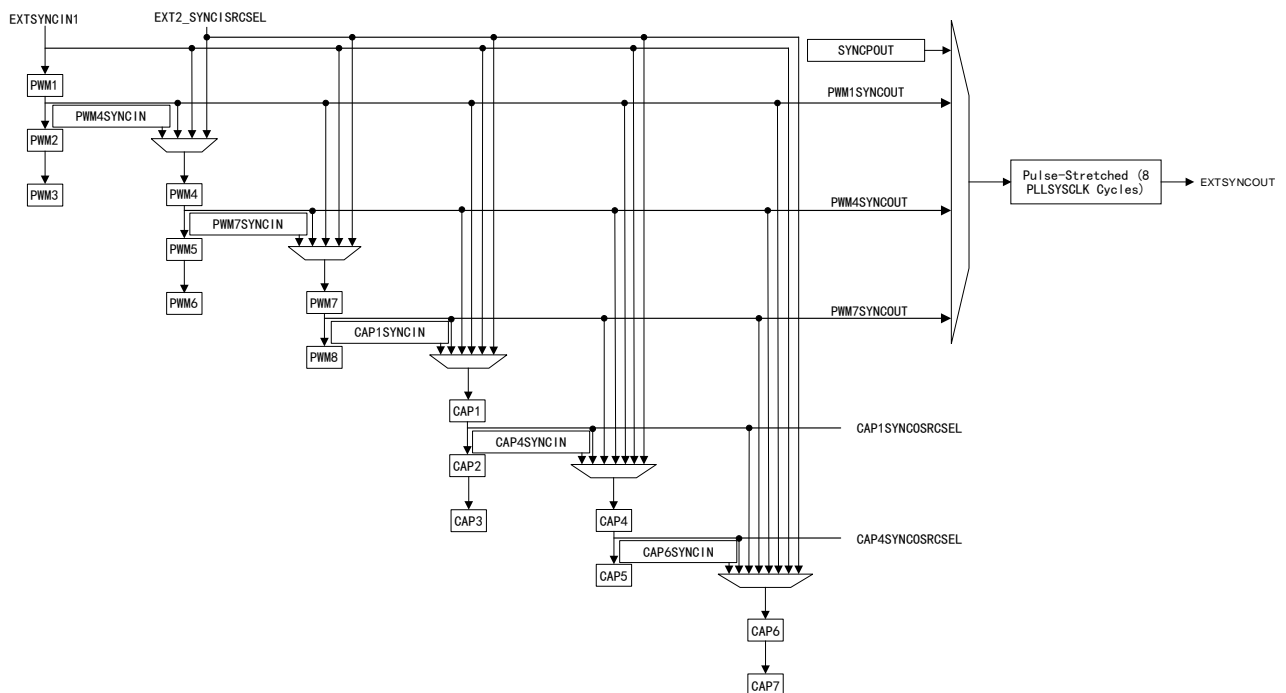 EXTSYNCIN1
EXT2_SYNCISRCSEL
SYNCPOUT
PWM1
PWM1SYNCOUT
PWM4SYNCIN
PWM2
PWM3
PWM4
Pulse-Stretched (8
PLLSYSCLK Cycles)
EXTSYNCOUT
PWM4SYNCOUT
PWM7SYNCIN
PWM5
PWM6
PWM7
PWM7SYNCOUT
CAP1SYNCIN
PWM8
CAP1
CAP1SYNCOSRCSEL
CAP4SYNCIN
CAP2
CAP3
CAP4
CAP4SYNCOSRCSEL
CAP6SYNCIN
CAP5
CAP6
CAP7